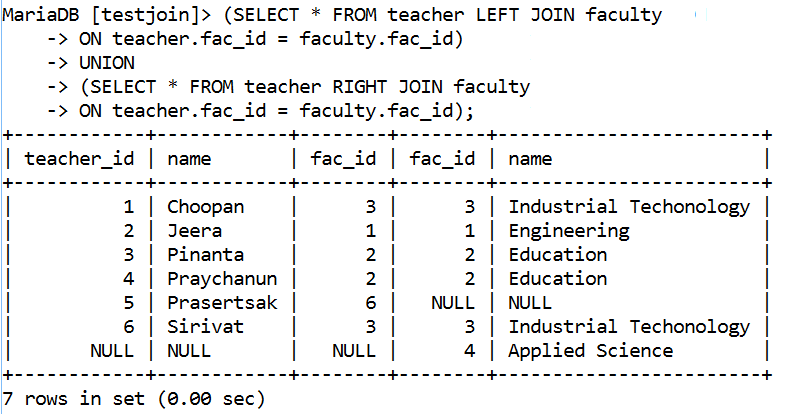 MariaDB [testjoin]> (SELECT * FROM teacher LEFT JOIN faculty
    -> ON teacher.fac_id = faculty.fac_id)
    -> UNION
    -> (SELECT * FROM teacher RIGHT JOIN faculty
    -> ON teacher.fac_id = faculty.fac_id);
+------------+------------+--------+--------+------------------------+
| teacher_id | name       | fac_id | fac_id | name                   |
+------------+------------+--------+--------+------------------------+
|          1 | Choopan    |      3 |      3 | Industrial Techonology |
|          2 | Jeera      |      1 |      1 | Engineering            |
|          3 | Pinanta    |      2 |      2 | Education              |
|          4 | Praychanun |      2 |      2 | Education              |
|          5 | Prasertsak |      6 |   NULL | NULL                   |
|          6 | Sirivat    |      3 |      3 | Industrial Techonology |
|       NULL | NULL       |   NULL |      4 | Applied Science        |
+------------+------------+--------+--------+------------------------+
7 rows in set (0.00 sec)